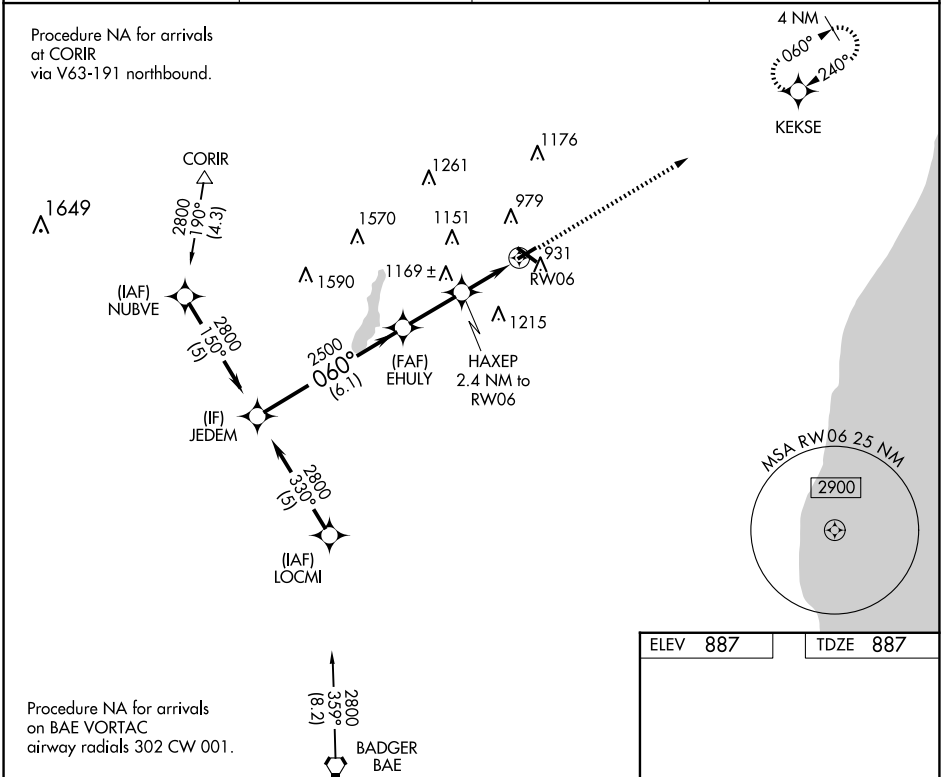 Procedure NA for arrivals
at CORIR
via V63-191 northbound.
4 NM
060°
240°
KEKSE
CORIR
1649
2800
190°
(4.3)
1261
1176
1570
1151
979
1590
1169 ±
931
RW06
1215
(IAF)
NUBVE
2800
150°
(5)
2500
060°
(6.1)
(FAF)
EHULY
HAXEP
2.4 NM to
RW06
(IF)
JEDEM
2800
330°
(5)
(IAF)
LOCMI
MSA RW06 25 NM
2900
ELEV 887
TDZE 887
2800
359°
(8.2)
BADGER
BAE
Procedure NA for arrivals
on BAE VORTAC
airway radials 302 CW 001.